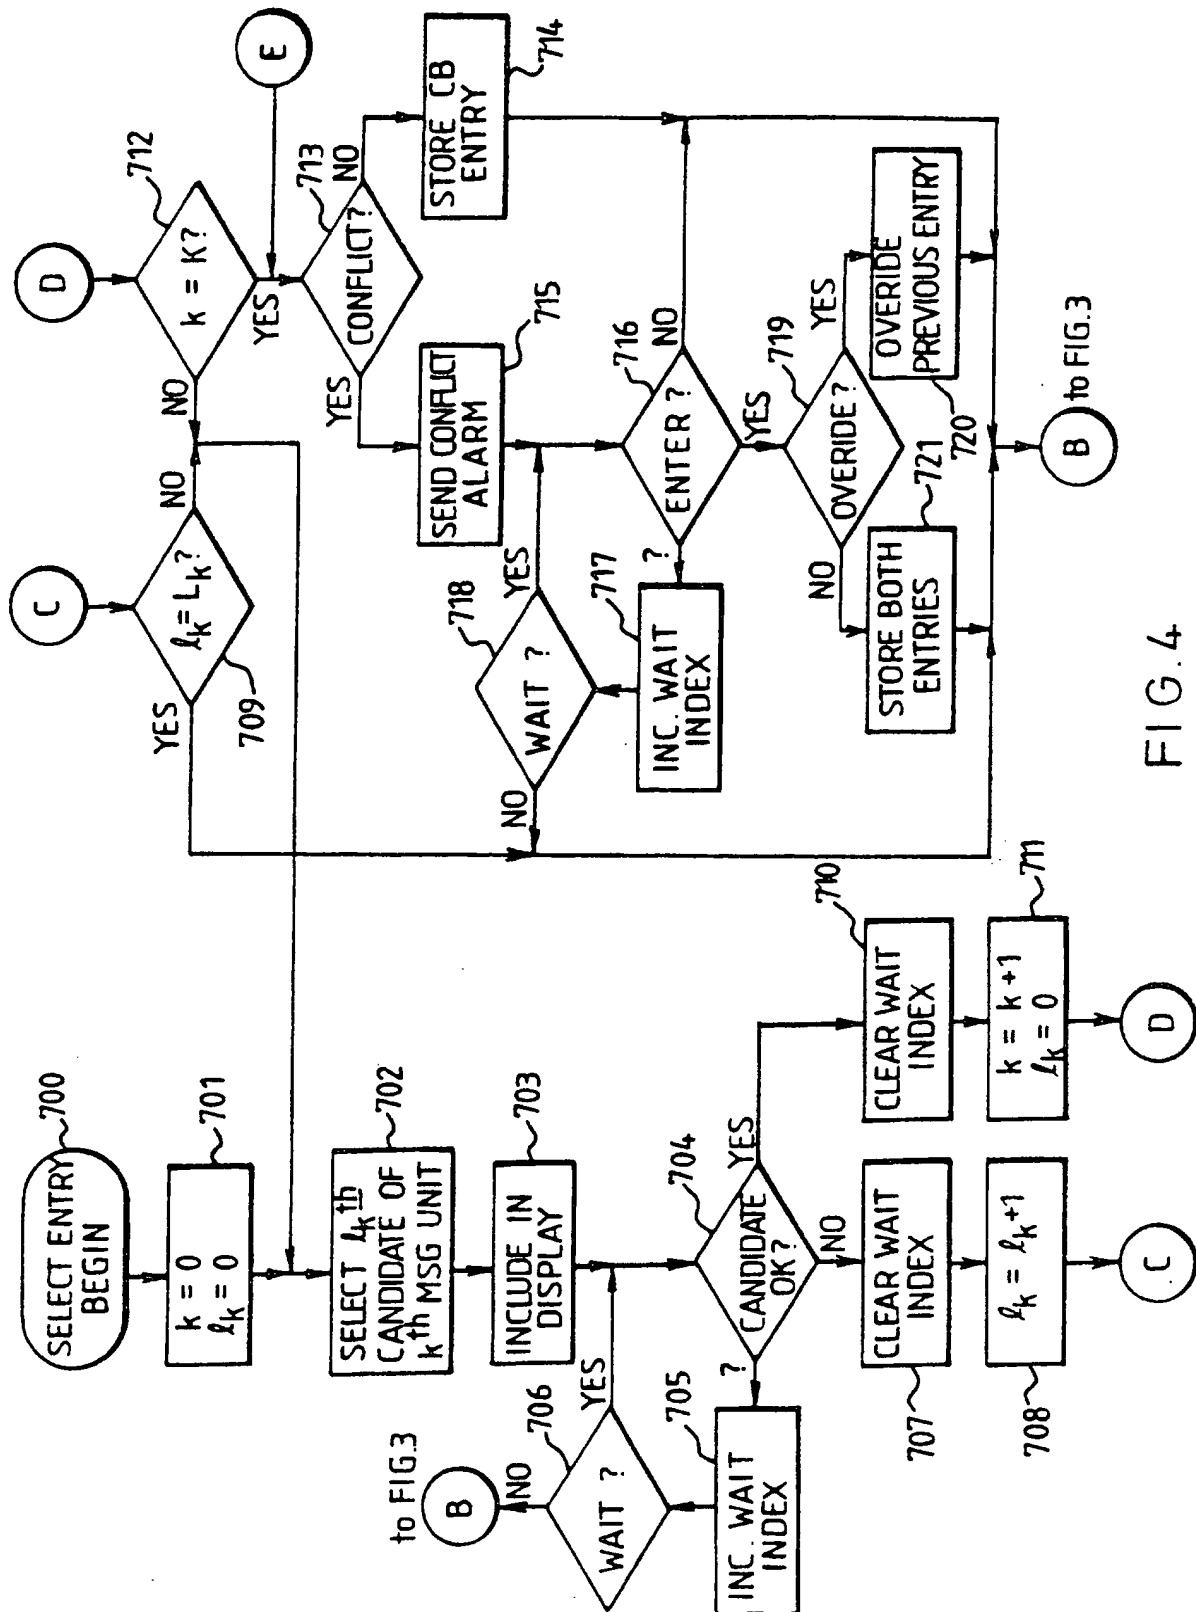 SELECT ENTRY
BEGIN
700
k = 0
ℓk = 0
701
SELECT ℓk th
CANDIDATE OF
kth MSG UNIT
702
INCLUDE IN
DISPLAY
703
CANDIDATE
OK?
704
YES
NO
?
INC. WAIT
INDEX
705
WAIT ?
706
YES
NO
B
to FIG.3
CLEAR WAIT
INDEX
707
ℓk = ℓk+1
708
C
CLEAR WAIT
INDEX
710
k = k+1
ℓk = 0
711
D
C
ℓk = Lk?
709
YES
NO
D
k = K?
712
NO
YES
E
CONFLICT?
713
YES
NO
STORE CB
ENTRY
714
SEND CONFLICT
ALARM
715
ENTER ?
716
NO
YES
?
INC. WAIT
INDEX
717
WAIT ?
718
YES
NO
OVERRIDE?
719
YES
NO
OVERIDE
PREVIOUS ENTRY
720
STORE BOTH
ENTRIES
721
B
to FIG.3
FIG. 4